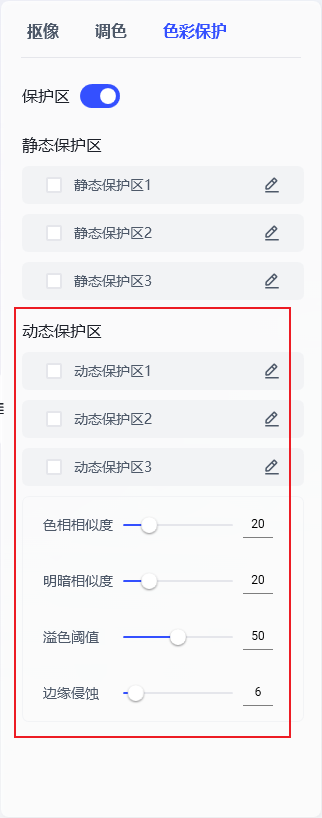 抠像 调色 色彩保护
保护区
静态保护区
静态保护区1
静态保护区2
静态保护区3
动态保护区
动态保护区1
动态保护区2
动态保护区3
色相相似度 20
明暗相似度 20
溢色阈值 50
边缘侵蚀 6